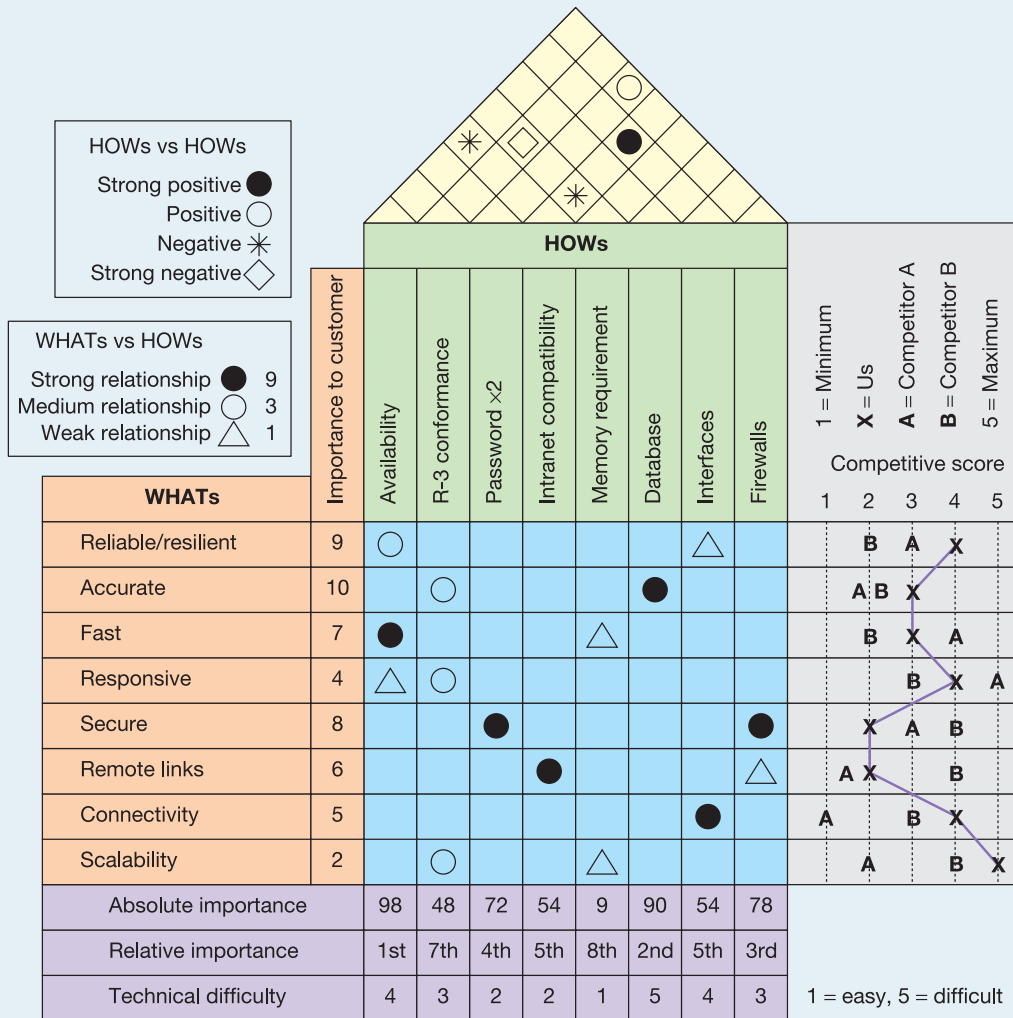 HOWs vs HOWs
Strong positive
Positive
Negative
Strong negative
WHATs vs HOWs
Strong relationship 9
Medium relationship 3
Weak relationship 1
HOWs
Importance to customer
Availability
R-3 conformance
Password ×2
Intranet compatibility
Memory requirement
Database
Interfaces
Firewalls
1 = Minimum
X = Us
A = Competitor A
B = Competitor B
5 = Maximum
Competitive score
WHATs
1 2 3 4 5
Reliable/resilient 9 B A X
Accurate 10 A B X
Fast 7 B X A
Responsive 4 B X A
Secure 8 X A B
Remote links 6 A X B
Connectivity 5 A B X
Scalability 2 A B X
Absolute importance 98 48 72 54 9 90 54 78
Relative importance 1st 7th 4th 5th 8th 2nd 5th 3rd
Technical difficulty 4 3 2 2 1 5 4 3 1 = easy, 5 = difficult